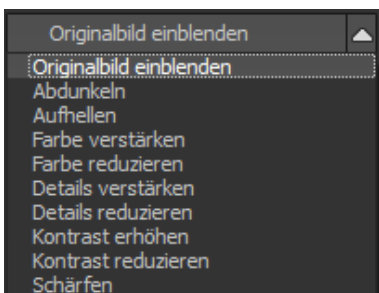 Originalbild einblenden
Originalbild einblenden
Abdunkeln
Aufhellen
Farbe verstärken
Farbe reduzieren
Details verstärken
Details reduzieren
Kontrast erhöhen
Kontrast reduzieren
Schärfen